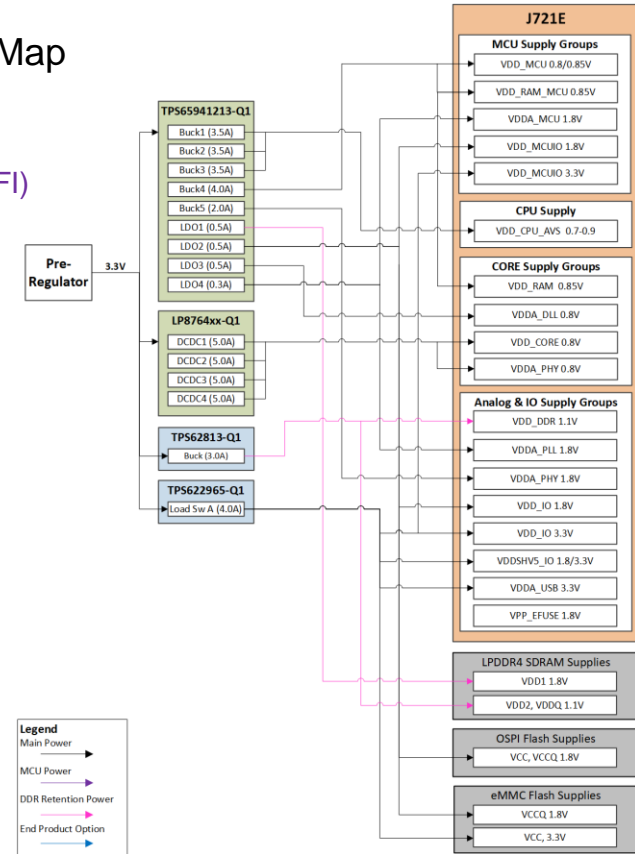 Map
FI)
Pre-
Regulator
3.3V
TPS65941213-Q1
Buck1 (3.5A)
Buck2 (3.5A)
Buck3 (3.5A)
Buck4 (4.0A)
Buck5 (2.0A)
LDO1 (0.5A)
LDO2 (0.5A)
LDO3 (0.5A)
LDO4 (0.3A)
LP8764xx-Q1
DCDC1 (5.0A)
DCDC2 (5.0A)
DCDC3 (5.0A)
DCDC4 (5.0A)
TPS62813-Q1
Buck (3.0A)
TPS622965-Q1
Load Sw A (4.0A)
J721E
MCU Supply Groups
VDD_MCU 0.8/0.85V
VDD_RAM_MCU 0.85V
VDDA_MCU 1.8V
VDD_MCUIO 1.8V
VDD_MCUIO 3.3V
CPU Supply
VDD_CPU_AVS 0.7-0.9
CORE Supply Groups
VDD_RAM 0.85V
VDDA_DLL 0.8V
VDD_CORE 0.8V
VDDA_PHY 0.8V
Analog & IO Supply Groups
VDD_DDR 1.1V
VDDA_PLL 1.8V
VDDA_PHY 1.8V
VDD_IO 1.8V
VDD_IO 3.3V
VDDSHV5_IO 1.8/3.3V
VDDA_USB 3.3V
VPP_EFUSE 1.8V
LPDDR4 SDRAM Supplies
VDD1 1.8V
VDD2, VDDQ 1.1V
OSPI Flash Supplies
VCC, VCCQ 1.8V
eMMC Flash Supplies
VCCQ 1.8V
VCC, 3.3V
Legend
Main Power
MCU Power
DDR Retention Power
End Product Option